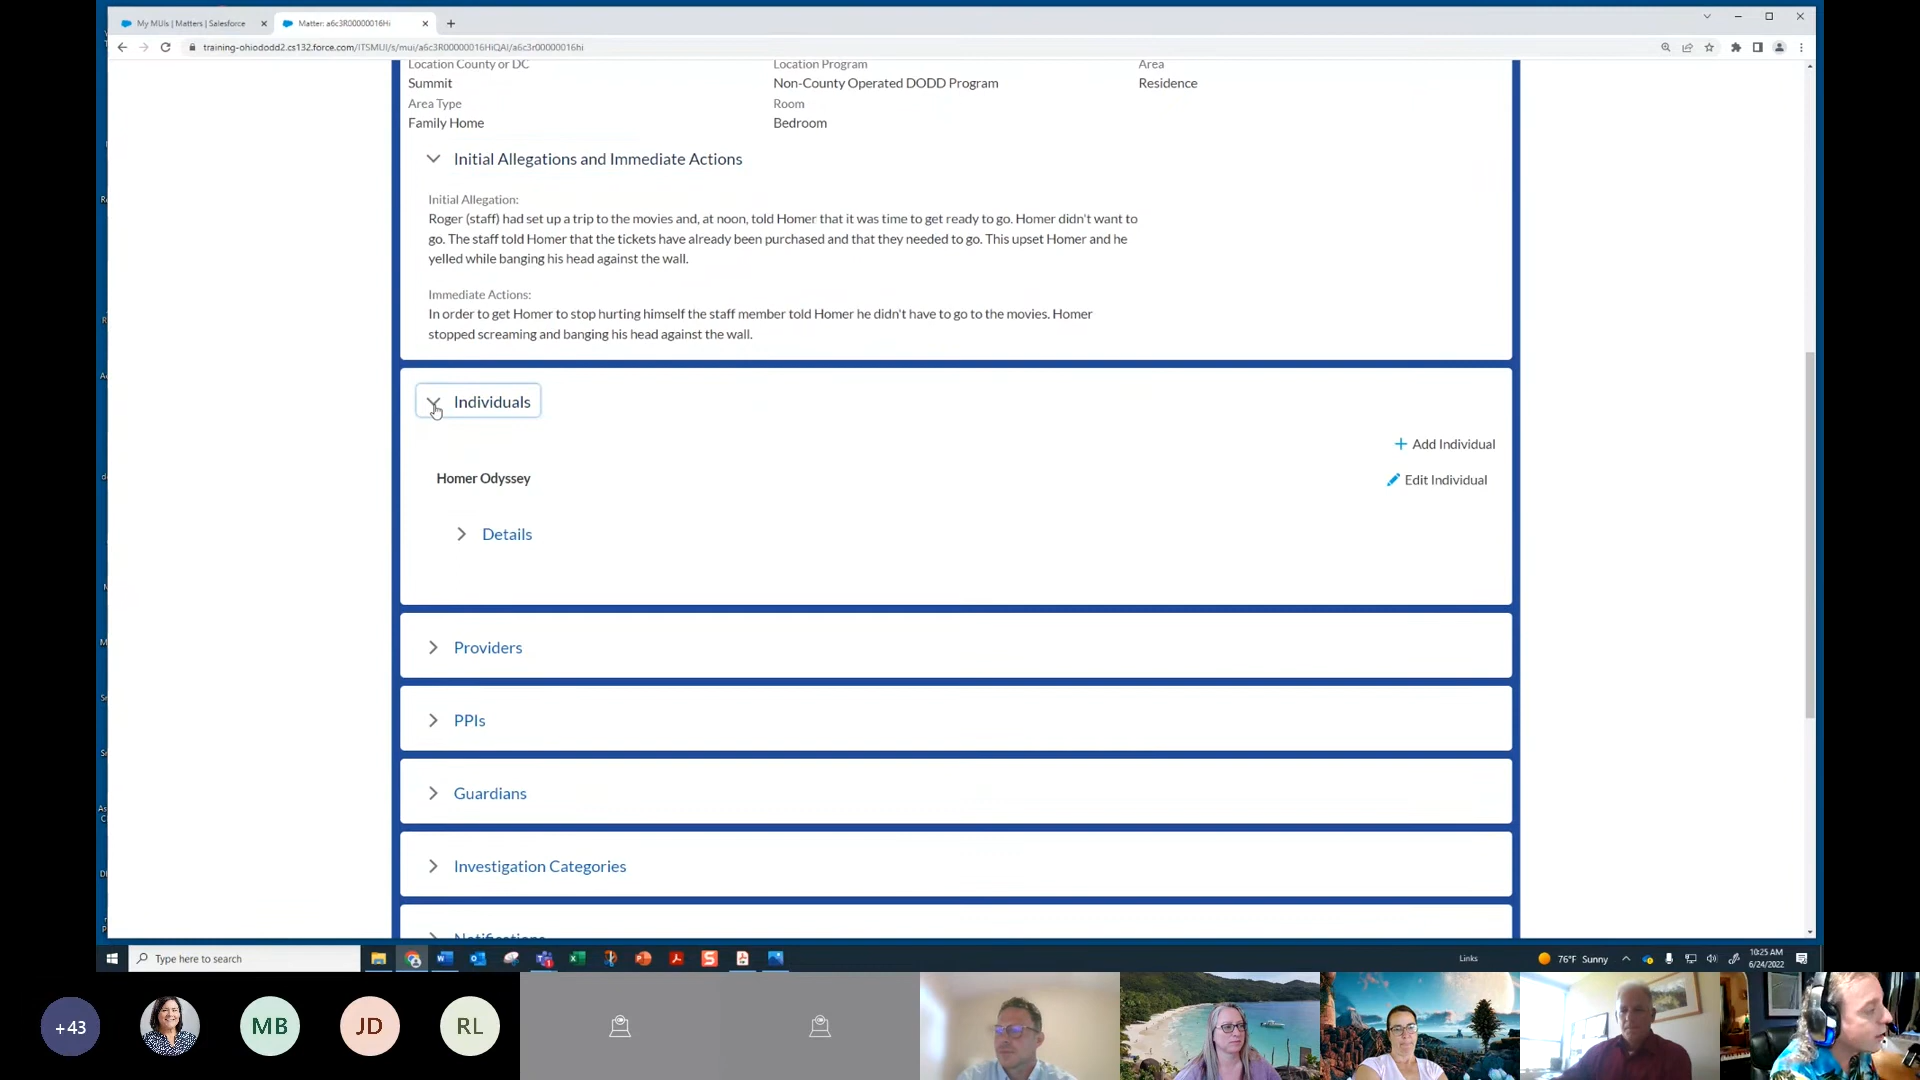 My MUIs | Matters | Salesforce
Matter: a6c3R00000016Hi
training-ohiododd2.cs132.force.com/ITSMUI/s/mui/a6c3R00000016HiQAI/a6c3r00000016hi
Location County or DC
Location Program
Area
Summit
Non-County Operated DODD Program
Residence
Area Type
Room
Family Home
Bedroom
Initial Allegations and Immediate Actions
Initial Allegation:
Roger (staff) had set up a trip to the movies and, at noon, told Homer that it was time to get ready to go. Homer didn't want to
go. The staff told Homer that the tickets have already been purchased and that they needed to go. This upset Homer and he
yelled while banging his head against the wall.
Immediate Actions:
In order to get Homer to stop hurting himself the staff member told Homer he didn't have to go to the movies. Homer
stopped screaming and banging his head against the wall.
Individuals
Add Individual
Homer Odyssey
Edit Individual
Details
Providers
PPIs
Guardians
Investigation Categories
Notifications
Type here to search
Links
76°F Sunny
10:25 AM
6/24/2022
+43
MB
JD
RL